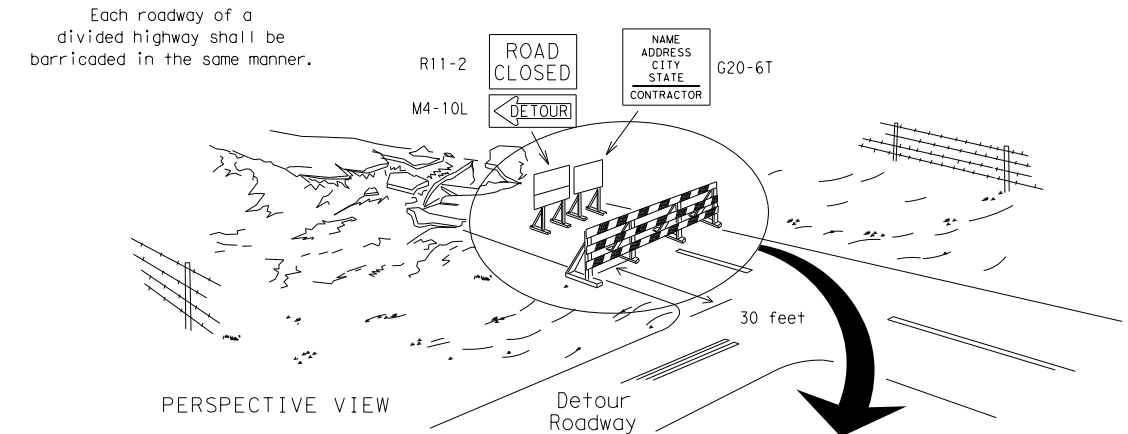 Each roadway of a
divided highway shall be
barricaded in the same manner.
R11-2
ROAD
CLOSED
M4-10L
DETOUR
NAME
ADDRESS
CITY
STATE
CONTRACTOR
G20-6T
30 feet
PERSPECTIVE VIEW
Detour
Roadway